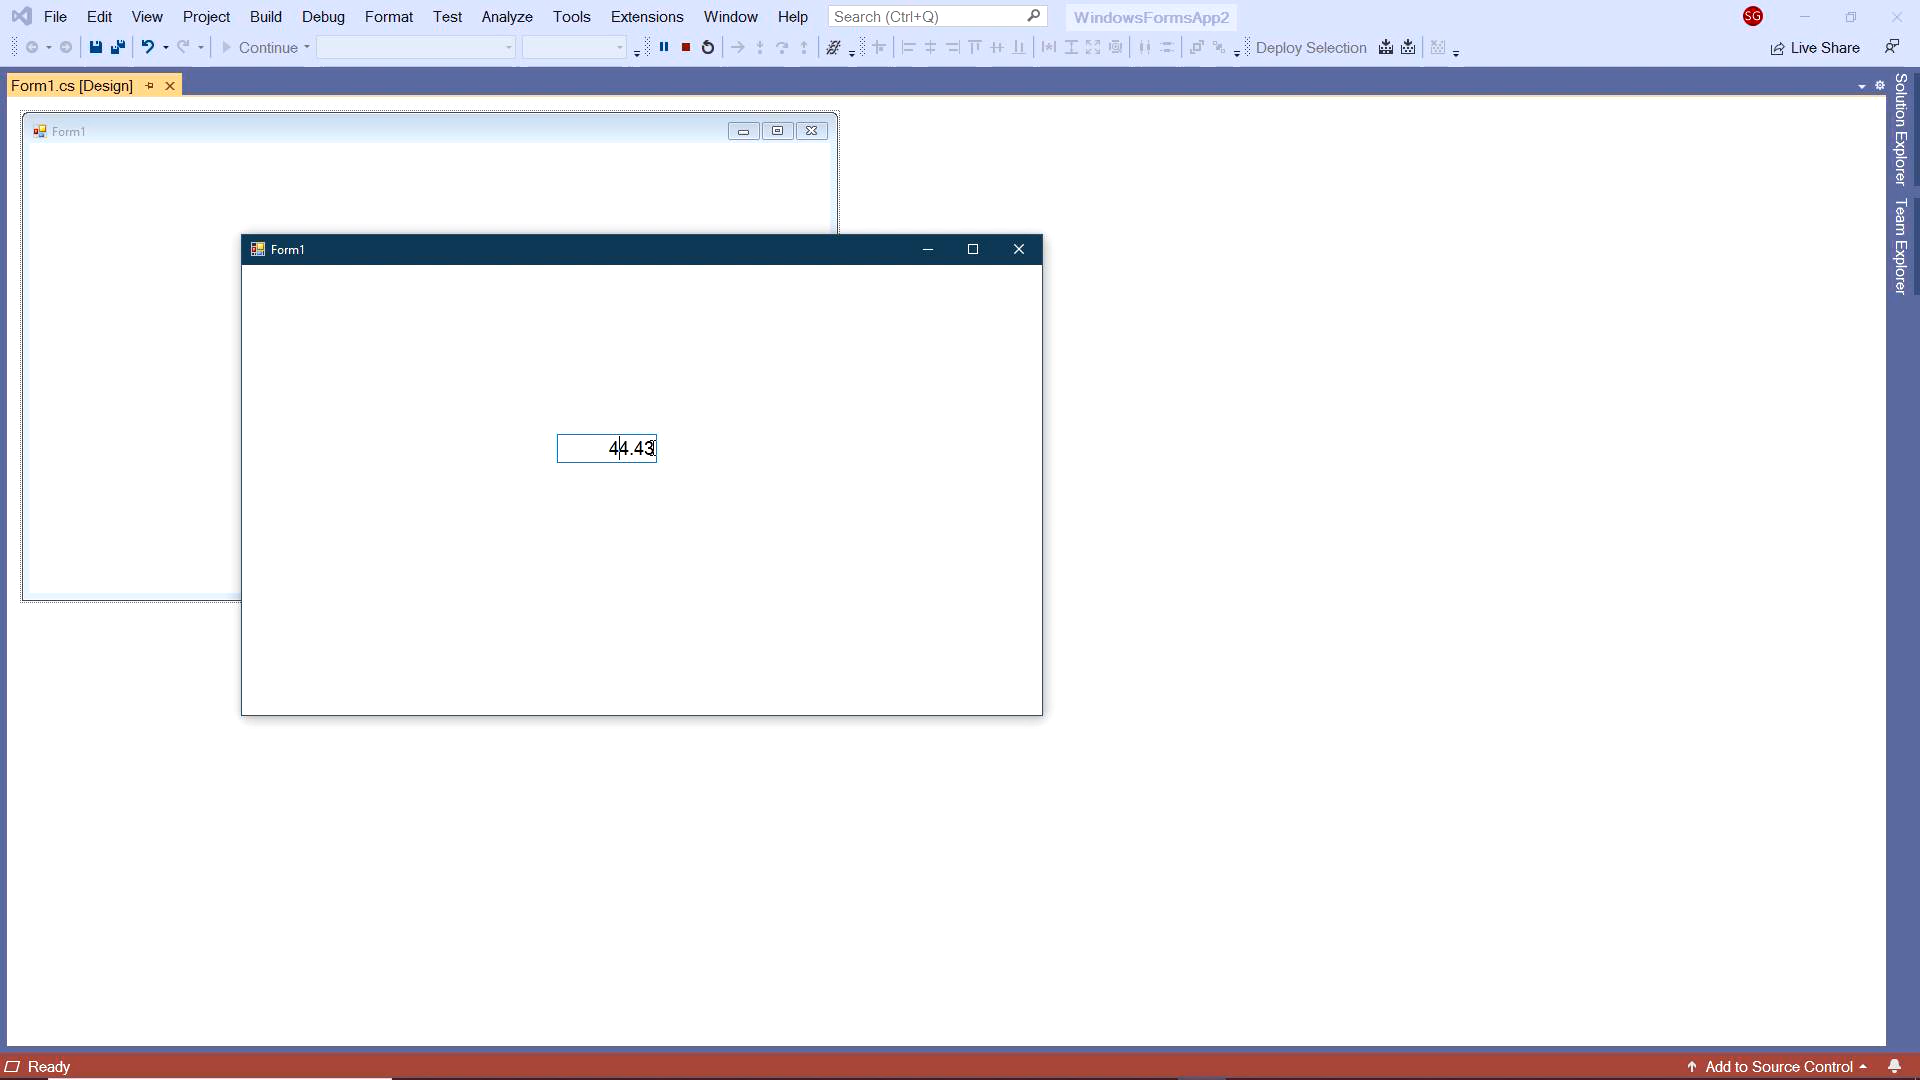 File Edit View Project Build Debug Format Test Analyze Tools Extensions Window Help Search (Ctrl+Q) WindowsFormsApp2 SG
Continue Deploy Selection Live Share
Form1.cs [Design]
Solution Explorer
Team Explorer
Form1
Form1
44.43
Ready Add to Source Control